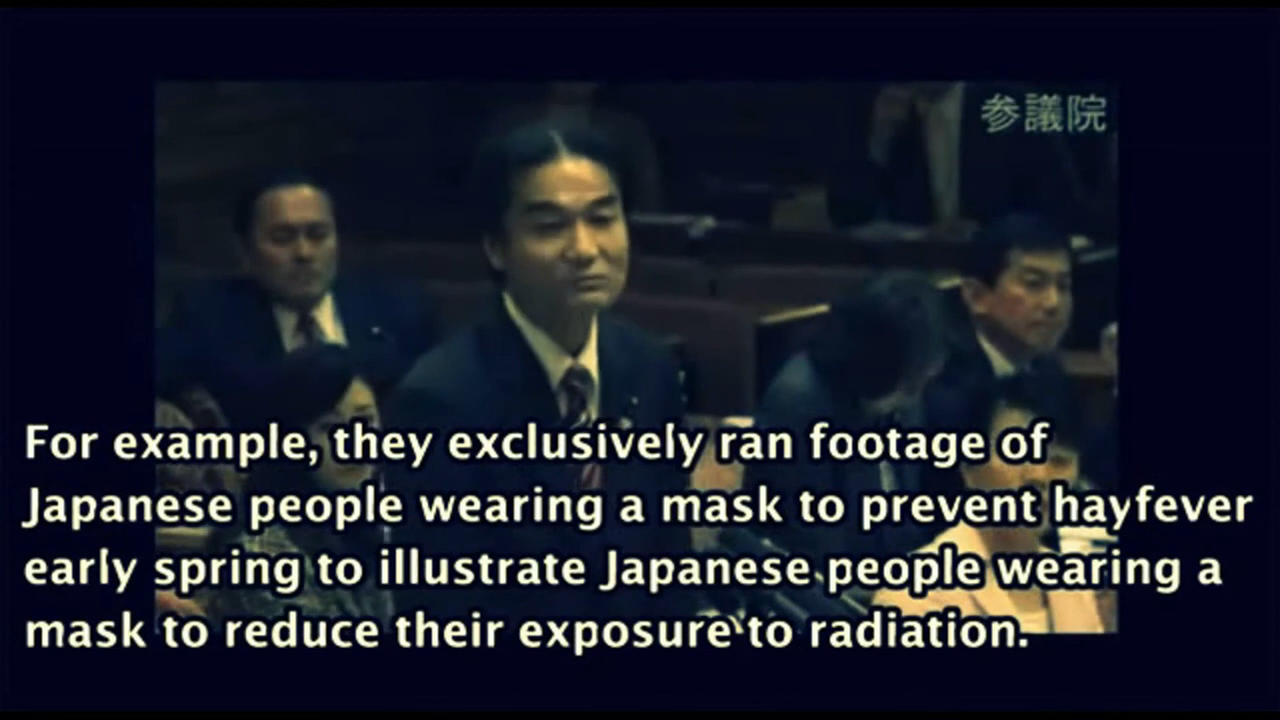 参議院
For example, they exclusively ran footage of
Japanese people wearing a mask to prevent hayfever
early spring to illustrate Japanese people wearing a
mask to reduce their exposure to radiation.